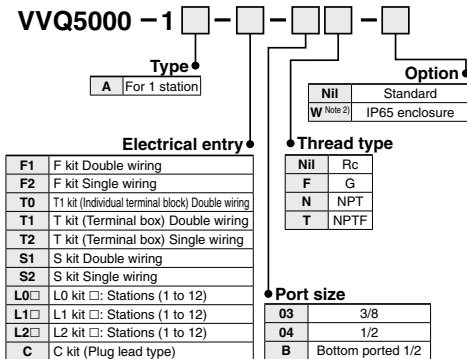 VVQ5000 – 1□ – □ – □□ – □
Type
A For 1 station
Option
Nil Standard
W Note 2) IP65 enclosure
Electrical entry
F1 F kit Double wiring
F2 F kit Single wiring
T0 T1 kit (Individual terminal block) Double wiring
T1 T kit (Terminal box) Double wiring
T2 T kit (Terminal box) Single wiring
S1 S kit Double wiring
S2 S kit Single wiring
L0□ L0 kit □: Stations (1 to 12)
L1□ L1 kit □: Stations (1 to 12)
L2□ L2 kit □: Stations (1 to 12)
C C kit (Plug lead type)
Thread type
Nil Rc
F G
N NPT
T NPTF
Port size
03 3/8
04 1/2
B Bottom ported 1/2